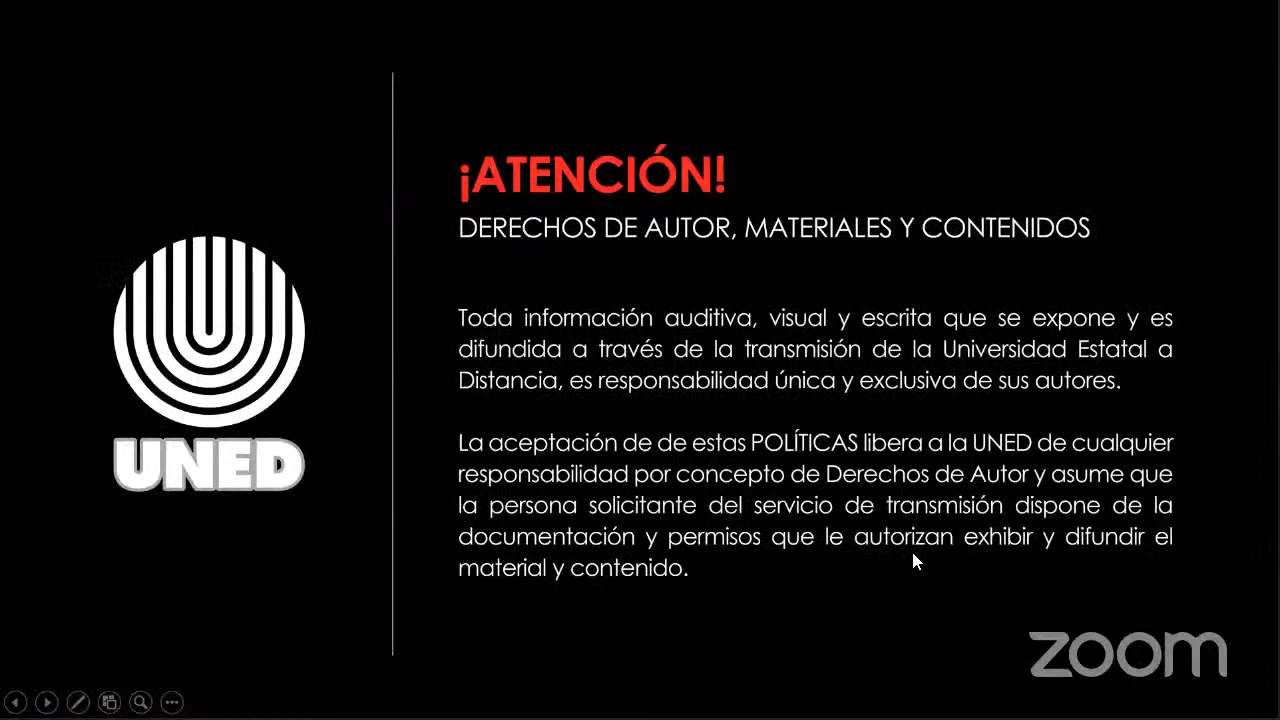 ¡ATENCIÓN!
DERECHOS DE AUTOR, MATERIALES Y CONTENIDOS
Toda información auditiva, visual y escrita que se expone y es
difundida a través de la transmisión de la Universidad Estatal a
Distancia, es responsabilidad única y exclusiva de sus autores.
La aceptación de de estas POLÍTICAS libera a la UNED de cualquier
responsabilidad por concepto de Derechos de Autor y asume que
la persona solicitante del servicio de transmisión dispone de la
documentación y permisos que le autorizan exhibir y difundir el
material y contenido.
UNED
zoom